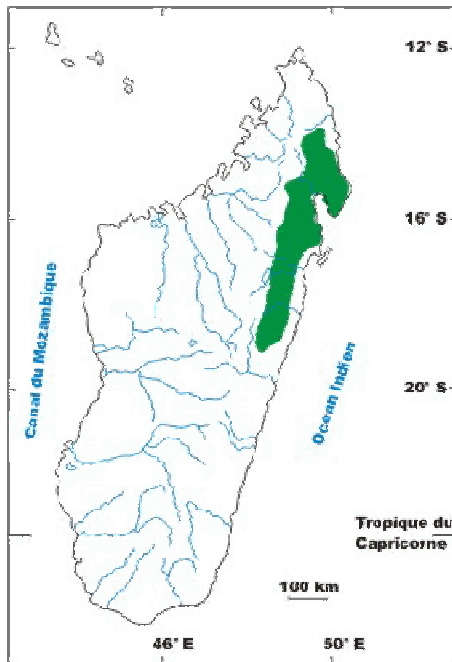 12° S
16° S
Canal du Mozambique
20° S
Ocean Indien
Tropique du
Capricorne
100 km
46° E
50° E